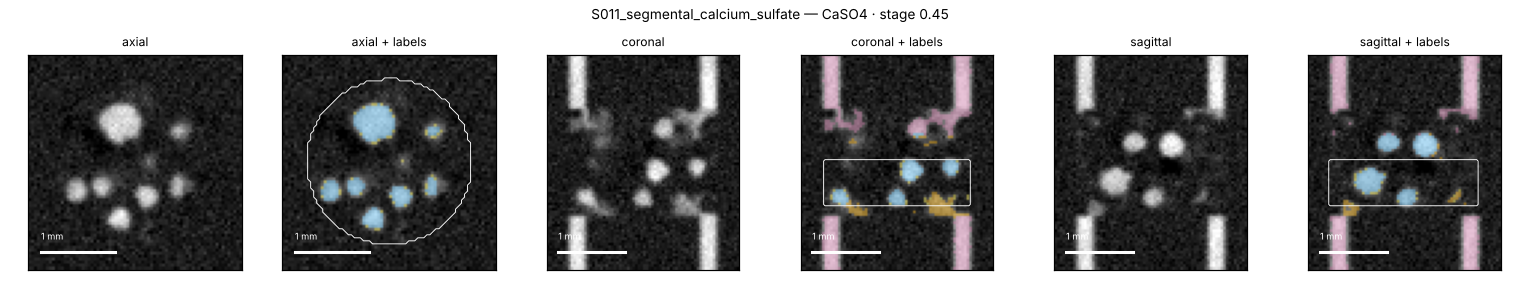 S011_segmental_calcium_sulfate — CaSO4 · stage 0.45
axial
axial + labels
coronal
coronal + labels
sagittal
sagittal + labels
1 mm
1 mm
1 mm
1 mm
1 mm
1 mm